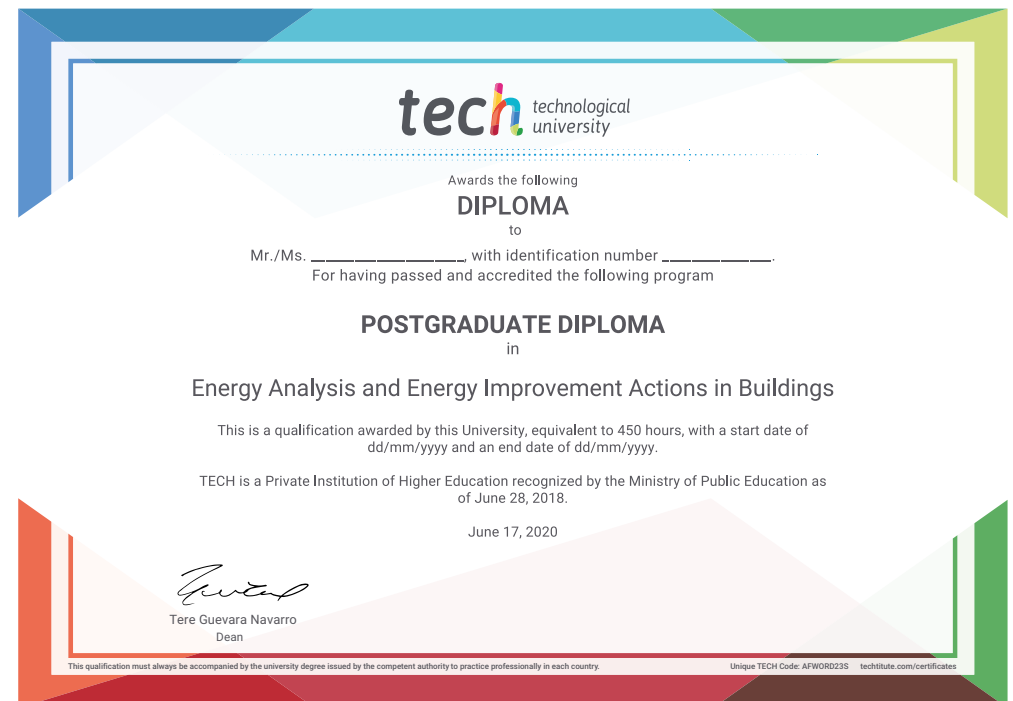 tech technological
university
Awards the following
DIPLOMA
to
Mr./Ms. ____________________, with identification number ______________.
For having passed and accredited the following program
POSTGRADUATE DIPLOMA
in
Energy Analysis and Energy Improvement Actions in Buildings
This is a qualification awarded by this University, equivalent to 450 hours, with a start date of
dd/mm/yyyy and an end date of dd/mm/yyyy.
TECH is a Private Institution of Higher Education recognized by the Ministry of Public Education as
of June 28, 2018.
June 17, 2020
Tere Guevara Navarro
Dean
This qualification must always be accompanied by the university degree issued by the competent authority to practice professionally in each country.
Unique TECH Code: AFWORD23S techtitute.com/certificates